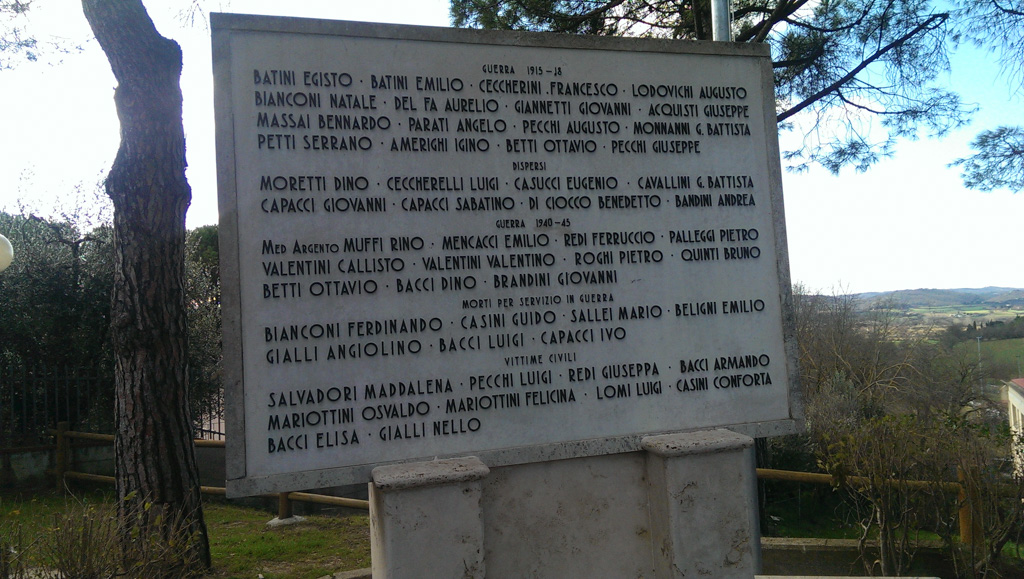 GUERRA 1915-18
BATINI EGISTO · BATINI EMILIO · CECCHERINI FRANCESCO · LODOVICHI AUGUSTO
BIANCONI NATALE · DEL FA AURELIO · GIANNETTI GIOVANNI · ACQUISTI GIUSEPPE
MASSAI BENNARDO · PARATI ANGELO · PECCHI AUGUSTO · MONNANNI G. BATTISTA
PETTI SERRANO · AMERIGHI IGINO · BETTI OTTAVIO · PECCHI GIUSEPPE
DISPERSI
MORETTI DINO · CECCHERELLI LUIGI · CASUCCI EUGENIO · CAVALLINI G. BATTISTA
CAPACCI GIOVANNI · CAPACCI SABATINO · DI CIOCCO BENEDETTO · BANDINI ANDREA
GUERRA 1940-45
MED ARGENTO MUFFI RINO · MENCACCI EMILIO · REDI FERRUCCIO · PALLEGGI PIETRO
VALENTINI CALLISTO · VALENTINI VALENTINO · ROGHI PIETRO · QUINTI BRUNO
BETTI OTTAVIO · BACCI DINO · BRANDINI GIOVANNI
MORTI PER SERVIZIO IN GUERRA
BIANCONI FERDINANDO · CASINI GUIDO · SALLEI MARIO · BELIGNI EMILIO
GIALLI ANGIOLINO · BACCI LUIGI · CAPACCI IVO
VITTIME CIVILI
SALVADORI MADDALENA · PECCHI LUIGI · REDI GIUSEPPA · BACCI ARMANDO
MARIOTTINI OSVALDO · MARIOTTINI FELICINA · LOMI LUIGI · CASINI CONFORTA
BACCI ELISA · GIALLI NELLO